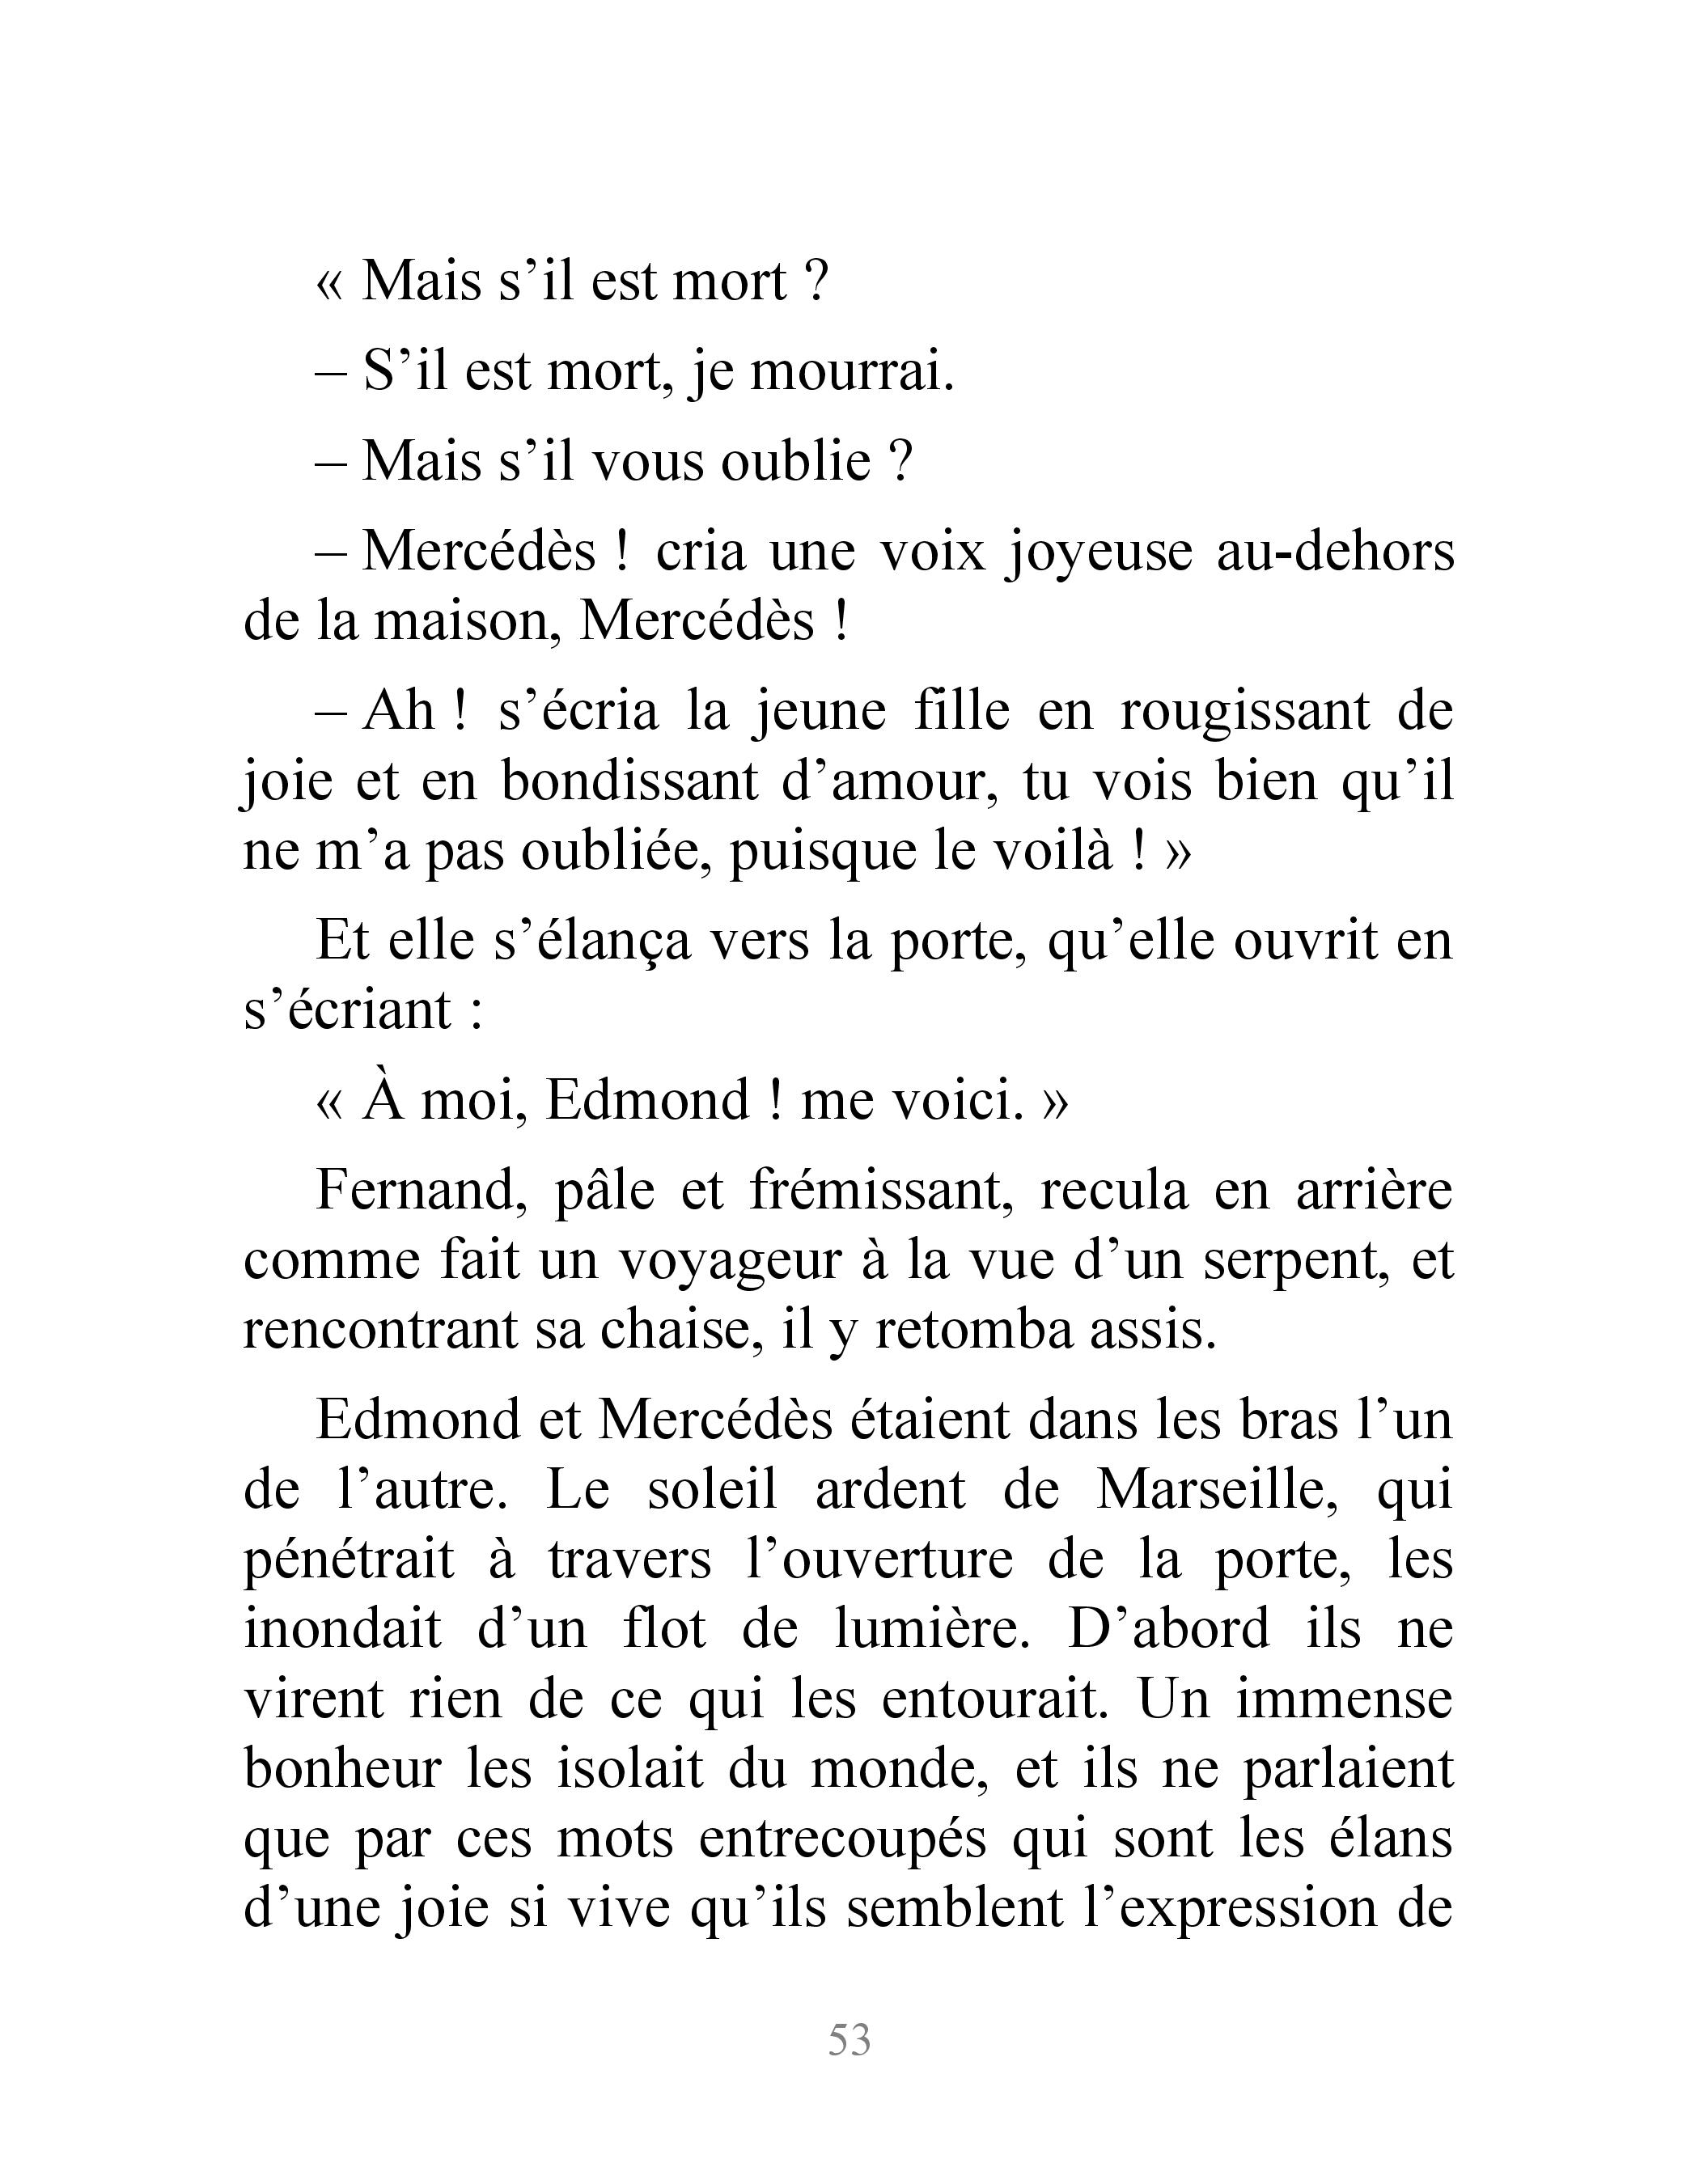 « Mais s’il est mort ?
– S’il est mort, je mourrai.
– Mais s’il vous oublie ?
– Mercédès ! cria une voix joyeuse au-dehors
de la maison, Mercédès !
– Ah ! s’écria la jeune fille en rougissant de
joie et en bondissant d’amour, tu vois bien qu’il
ne m’a pas oubliée, puisque le voilà ! »
Et elle s’élança vers la porte, qu’elle ouvrit en
s’écriant :
« À moi, Edmond ! me voici. »
Fernand, pâle et frémissant, recula en arrière
comme fait un voyageur à la vue d’un serpent, et
rencontrant sa chaise, il y retomba assis.
Edmond et Mercédès étaient dans les bras l’un
de l’autre. Le soleil ardent de Marseille, qui
pénétrait à travers l’ouverture de la porte, les
inondait d’un flot de lumière. D’abord ils ne
virent rien de ce qui les entourait. Un immense
bonheur les isolait du monde, et ils ne parlaient
que par ces mots entrecoupés qui sont les élans
d’une joie si vive qu’ils semblent l’expression de
53